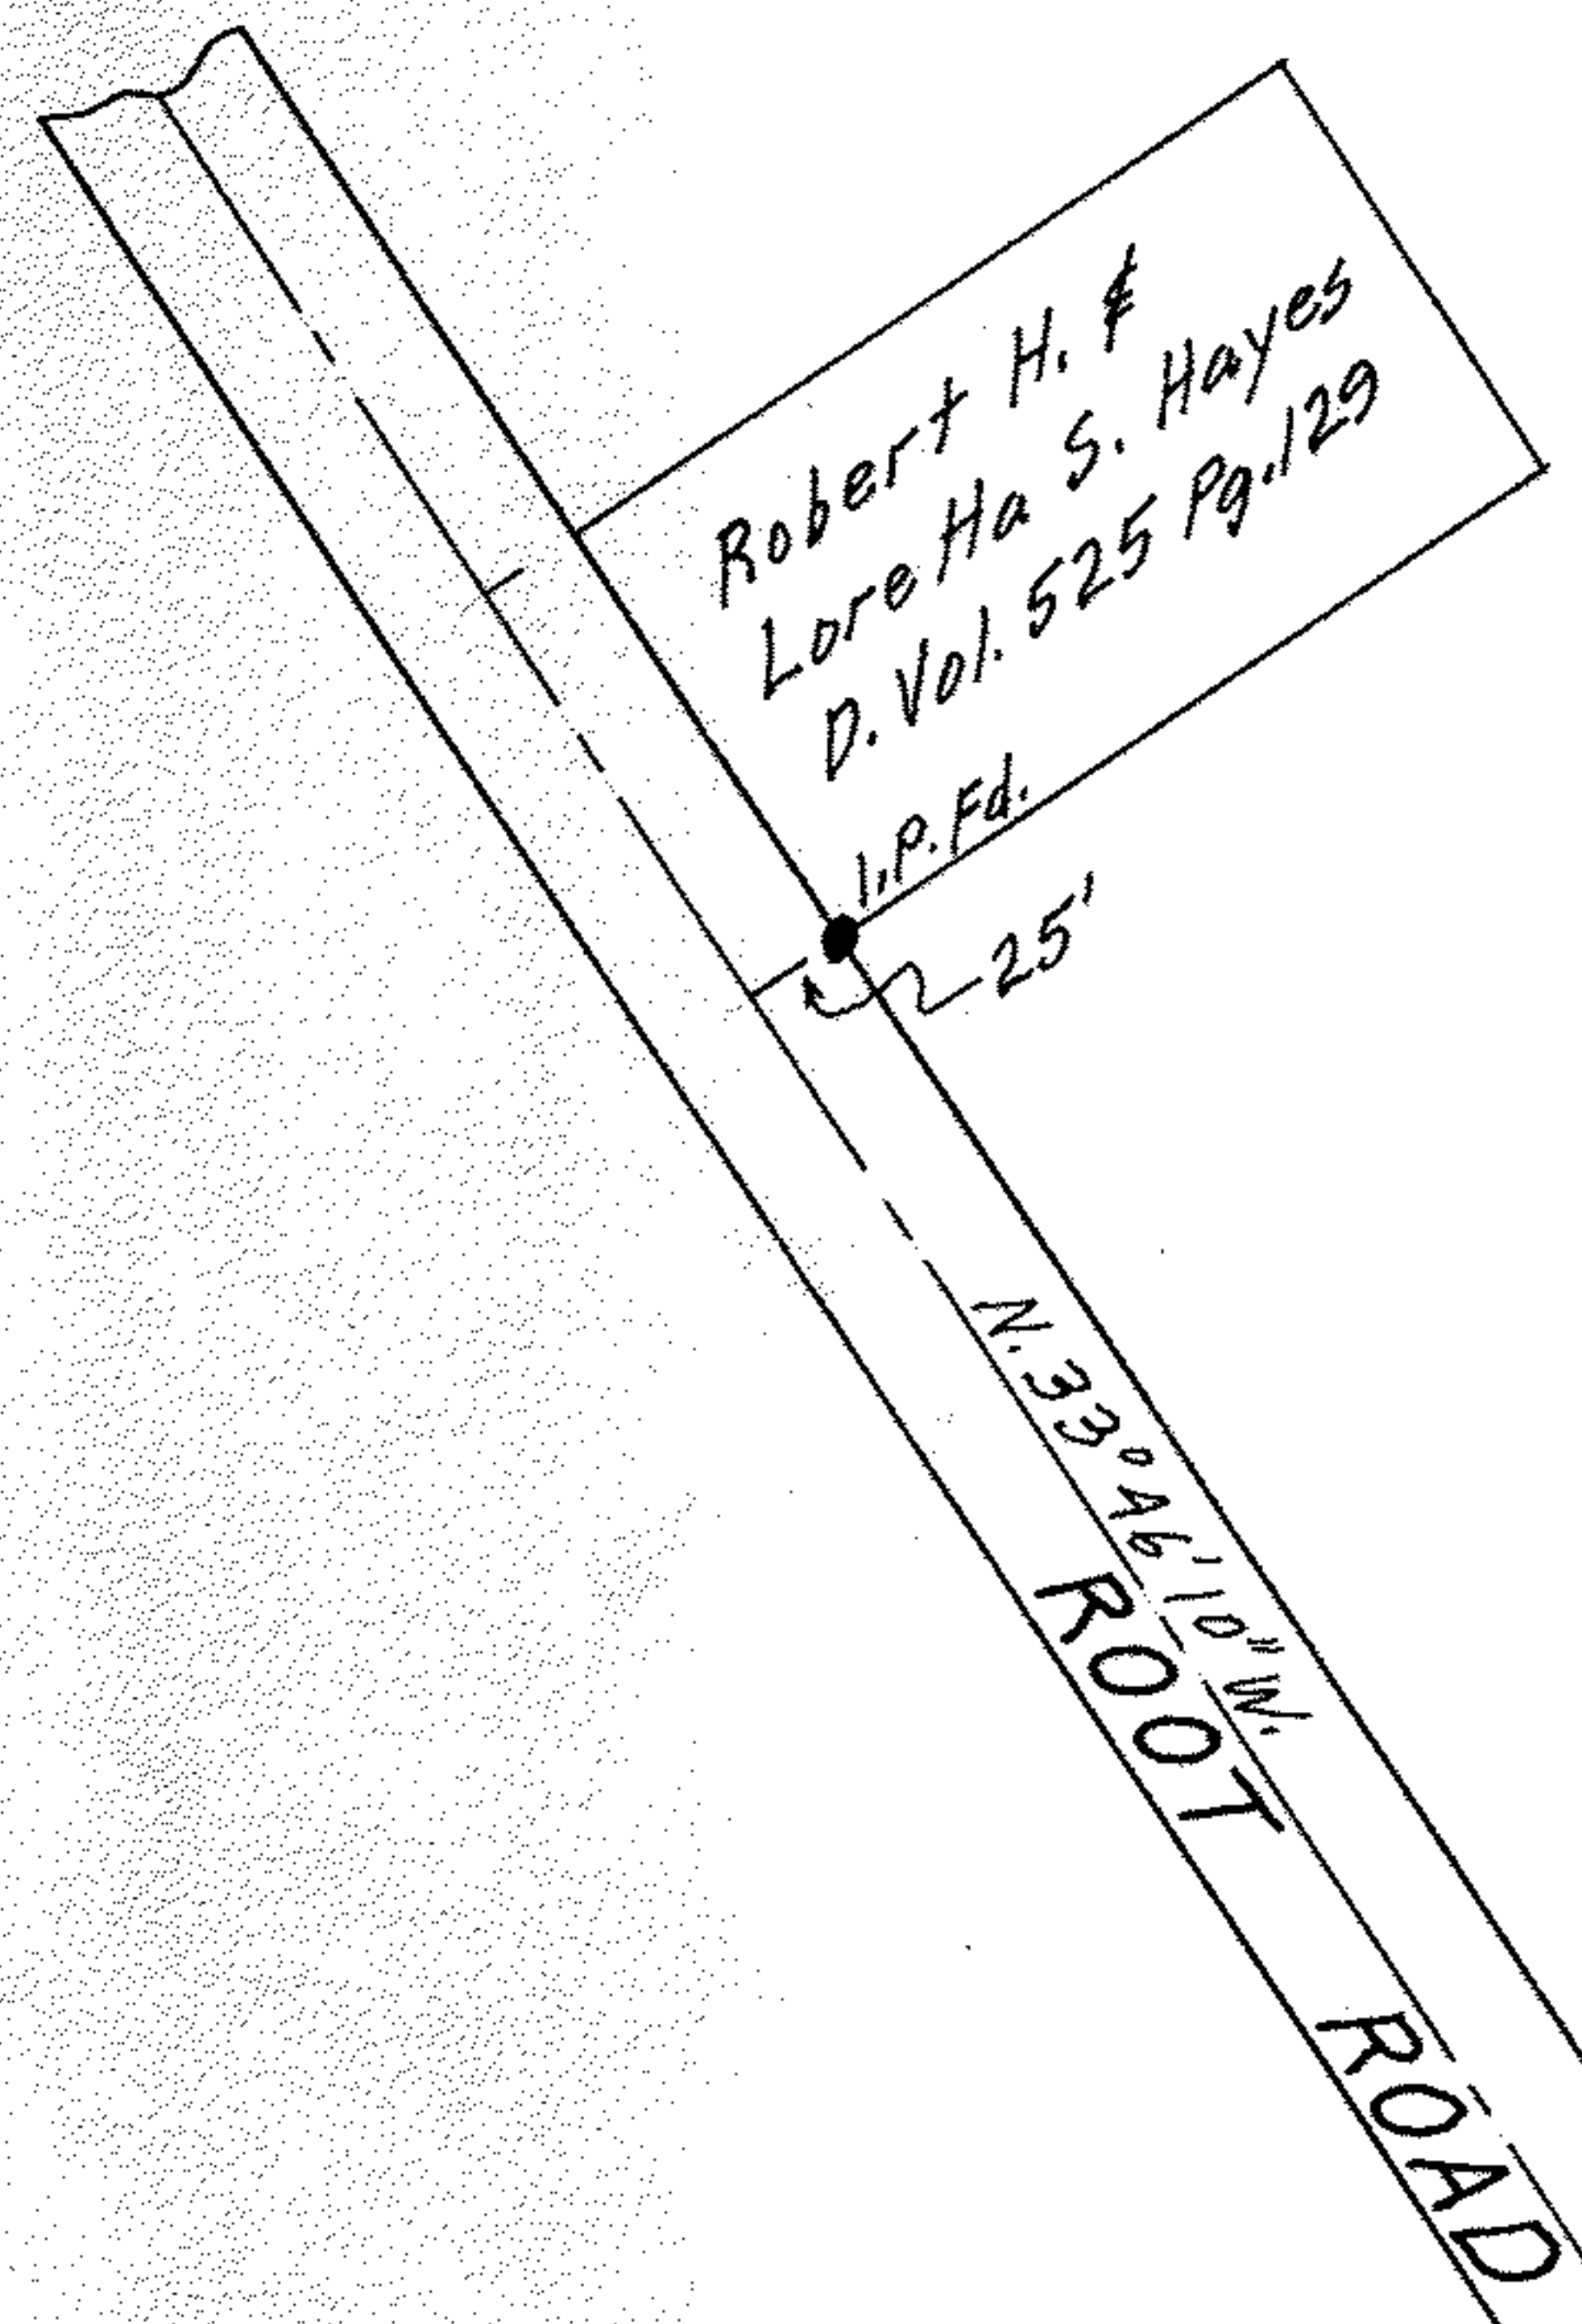 Robert H. &
Loretta S. Hayes
D. Vol. 525 Pg. 129
I.P. Fd.
25'
N. 33° 46' 10" W.
ROOT ROAD